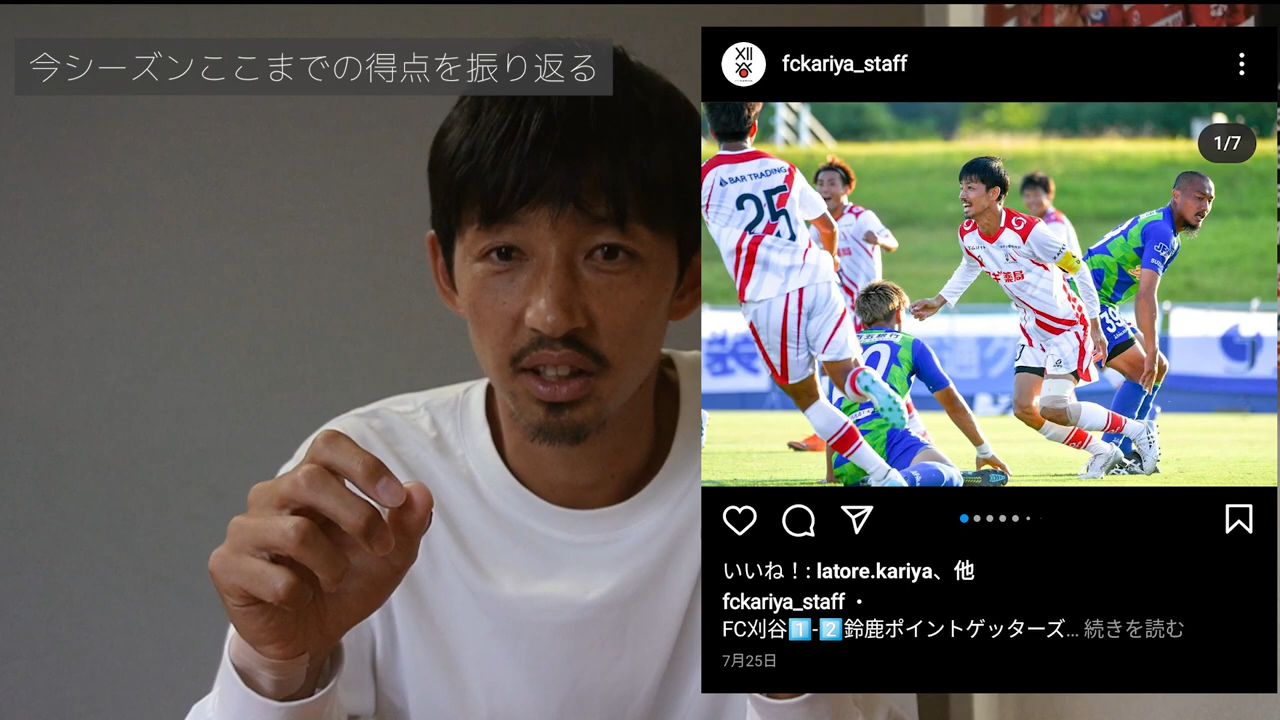 今シーズンここまでの得点を振り返る
fckariya_staff
1/7
BAR TRADING
25
薬局
39
いいね！: latore.kariya、他
fckariya_staff •
FC刈谷1️⃣-2️⃣鈴鹿ポイントゲッターズ... 続きを読む
7月25日